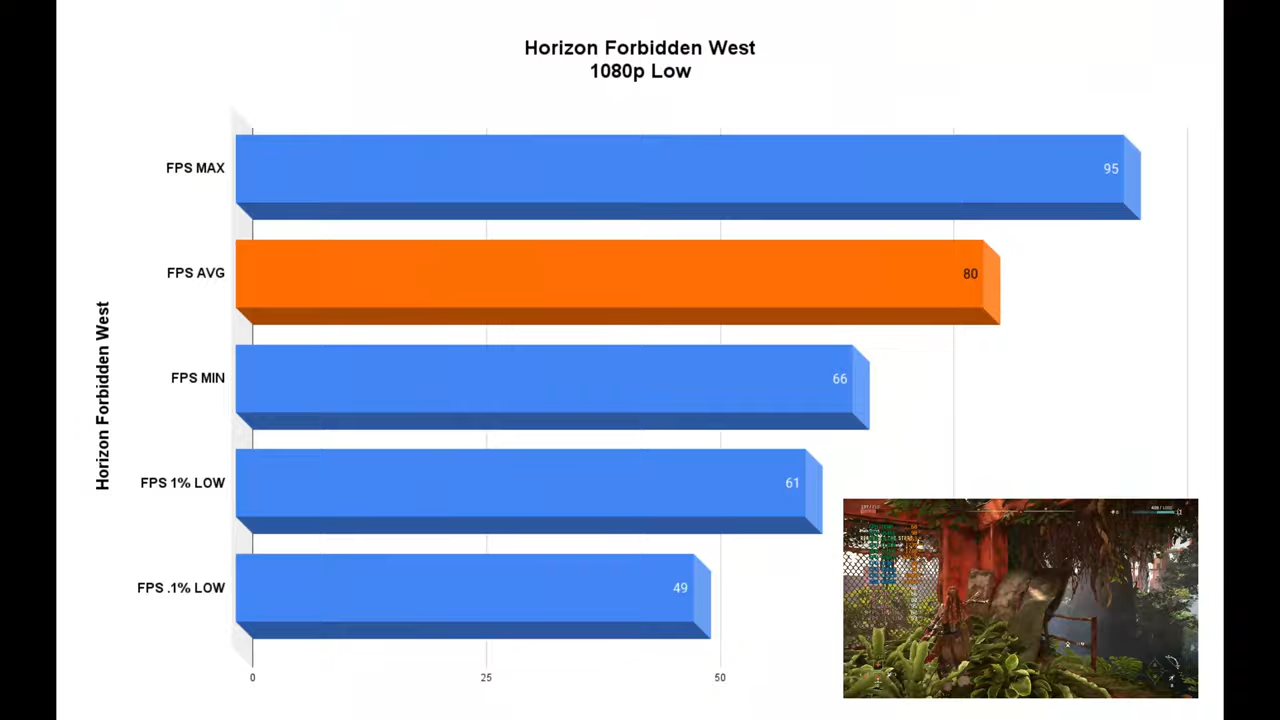 Horizon Forbidden West
1080p Low
FPS MAX
95
FPS AVG
80
FPS MIN
66
FPS 1% LOW
61
FPS .1% LOW
49
Horizon Forbidden West
0
25
50